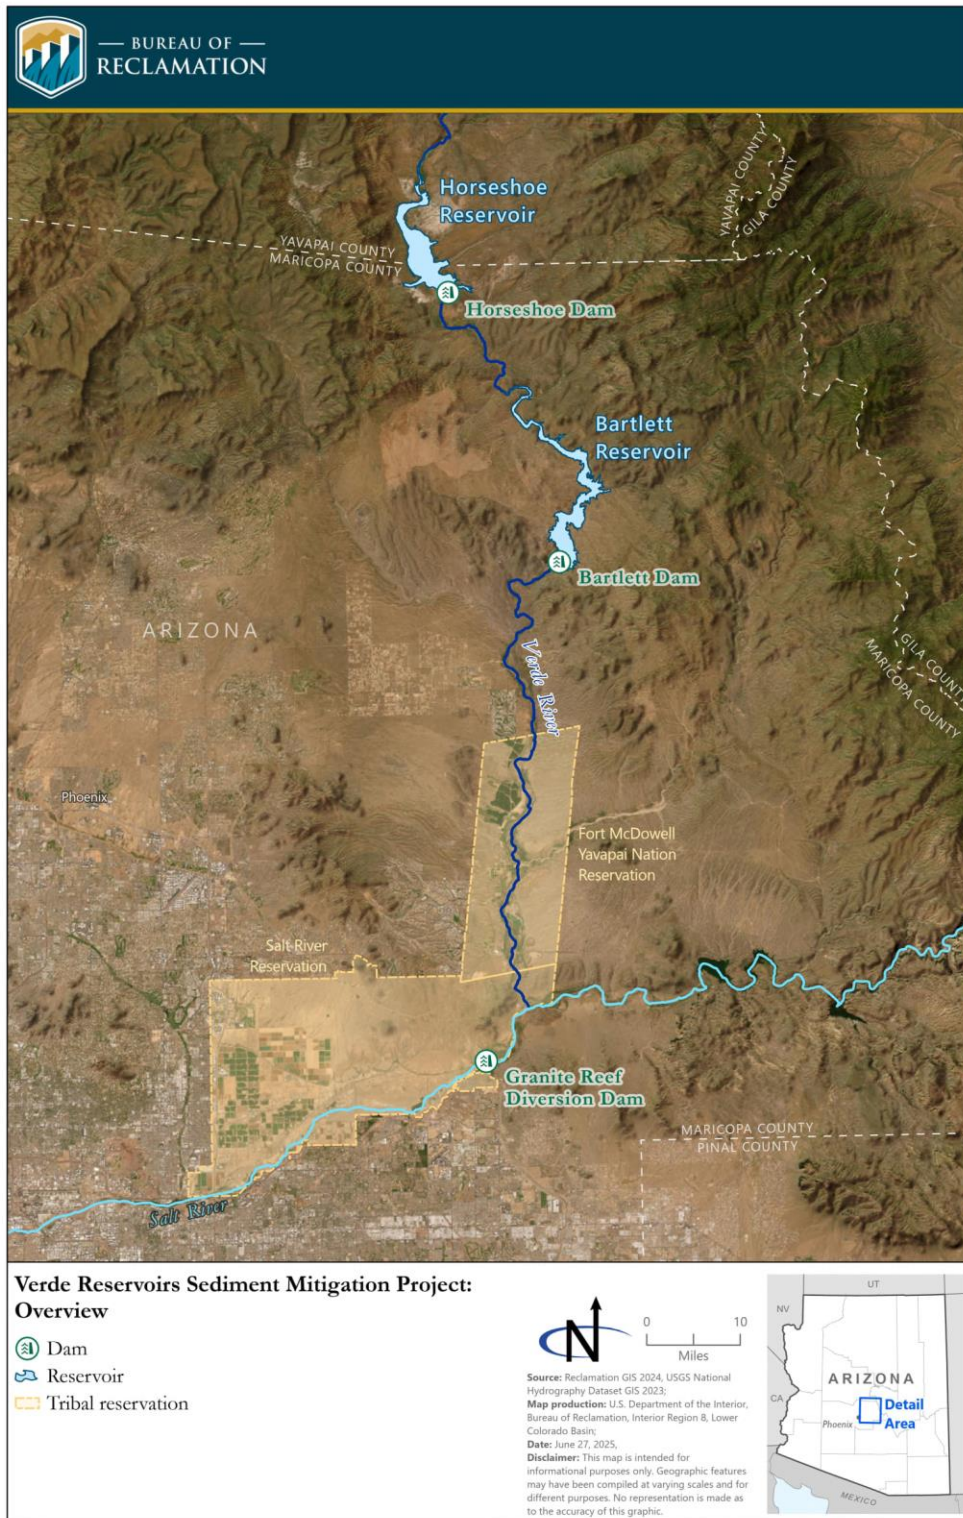 BUREAU OF
RECLAMATION
Horseshoe
Reservoir
YAVAPAI COUNTY
GILA COUNTY
YAVAPAI COUNTY
MARICOPA COUNTY
Horseshoe Dam
Bartlett
Reservoir
Bartlett Dam
ARIZONA
Verde River
GILA COUNTY
MARICOPA COUNTY
Phoenix
Fort McDowell
Yavapai Nation
Reservation
Salt River
Reservation
Granite Reef
Diversion Dam
MARICOPA COUNTY
PINAL COUNTY
Salt River
Verde Reservoirs Sediment Mitigation Project:
Overview
Dam
Reservoir
Tribal reservation
N
0 10
Miles
Source: Reclamation GIS 2024, USGS National
Hydrography Dataset GIS 2023;
Map production: U.S. Department of the Interior,
Bureau of Reclamation, Interior Region 8, Lower
Colorado Basin;
Date: June 27, 2025,
Disclaimer: This map is intended for
informational purposes only. Geographic features
may have been compiled at varying scales and for
different purposes. No representation is made as
to the accuracy of this graphic.
UT
NV
CA
ARIZONA
Detail
Area
Phoenix
MEXICO